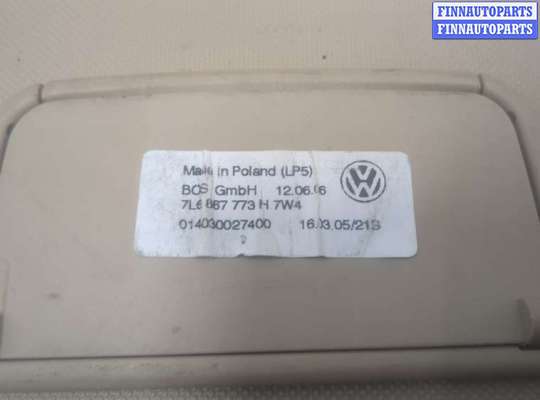 FINNAUTOPARTS
FINNAUTOPARTS
Made in Poland (LP5)
BOS GmbH 12.06.06
7L6 867 773 H 7W4
014030027400 16.03.05/213